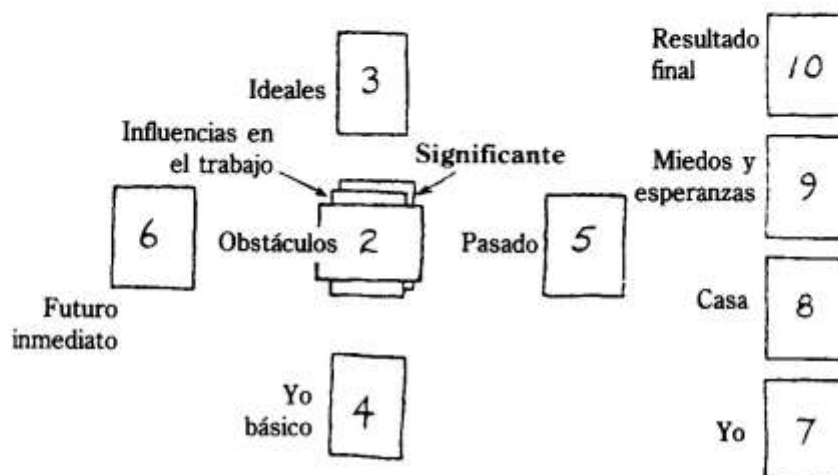 Resultado
final
10
Ideales
3
Influencias en
el trabajo
Significante
Miedos y
esperanzas
9
6
Obstáculos
2
Pasado
5
Futuro
inmediato
Casa
8
Yo
básico
4
Yo
7